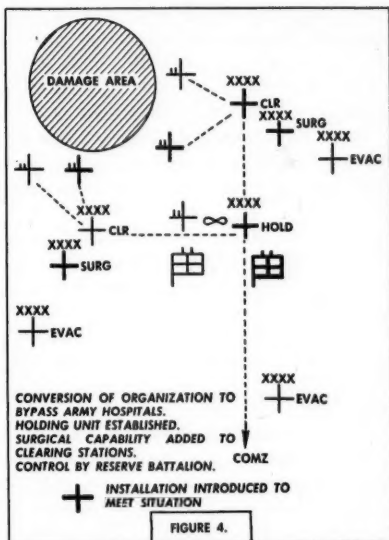 XXXX
DAMAGE AREA
CLR
XXXX
SURG
XXXX
EVAC
XXXX
CLR
XXXX
HOLD
XXXX
SURG
XXXX
EVAC
XXXX
EVAC
CONVERSION OF ORGANIZATION TO
BYPASS ARMY HOSPITALS.
HOLDING UNIT ESTABLISHED.
SURGICAL CAPABILITY ADDED TO
CLEARING STATIONS.
CONTROL BY RESERVE BATTALION.
COMZ
INSTALLATION INTRODUCED TO
MEET SITUATION
FIGURE 4.